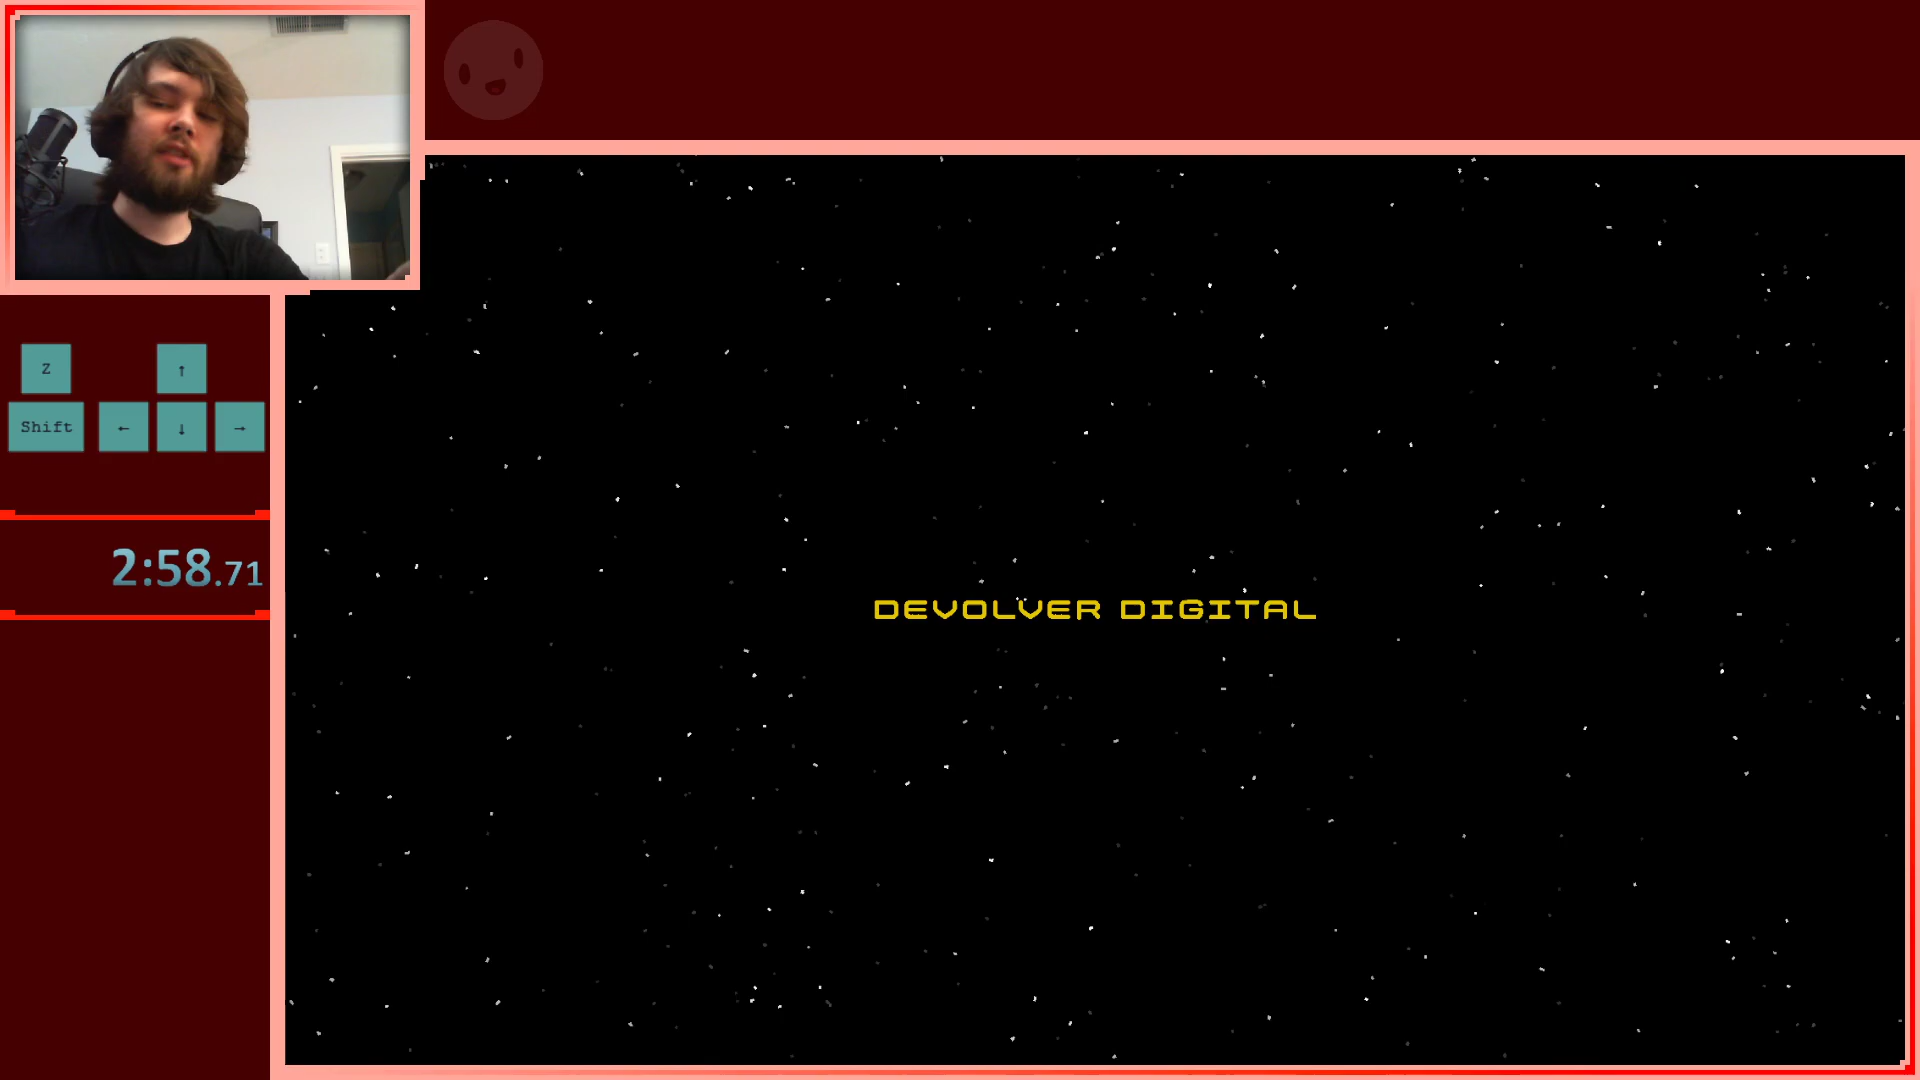 Z
↑
Shift
←
↓
→
2:58.71
DEVOLVER DIGITAL